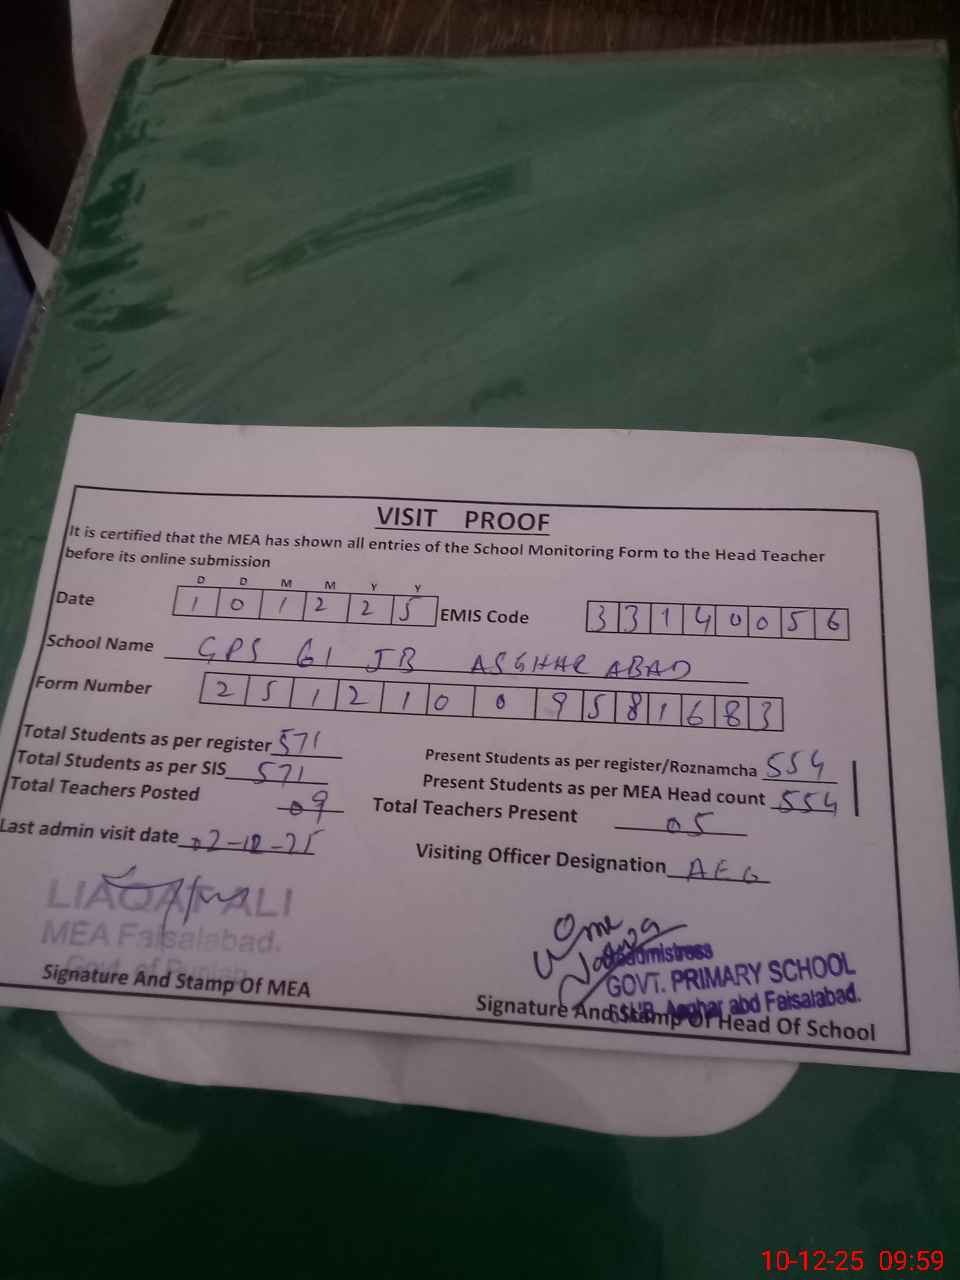 VISIT PROOF
It is certified that the MEA has shown all entries of the School Monitoring Form to the Head Teacher
before its online submission
D D M M Y Y
Date 1 0 1 2 2 5 EMIS Code 3 3 1 4 0 0 5 6
School Name GPS 61 JB ASGHAR ABAD
Form Number 2 5 1 2 1 0 0 9 5 8 1 6 8 3
Total Students as per register 571 Present Students as per register/Roznamcha 554
Total Students as per SIS 571 Present Students as per MEA Head count 554
Total Teachers Posted 09 Total Teachers Present 05
Last admin visit date 02-12-25 Visiting Officer Designation AEO
LIAQAT ALI
MEA Faisalabad.
Signature And Stamp Of MEA
GOVT. PRIMARY SCHOOL
Asghar abd Faisalabad.
Signature And Stamp Of Head Of School
10-12-25 09:59